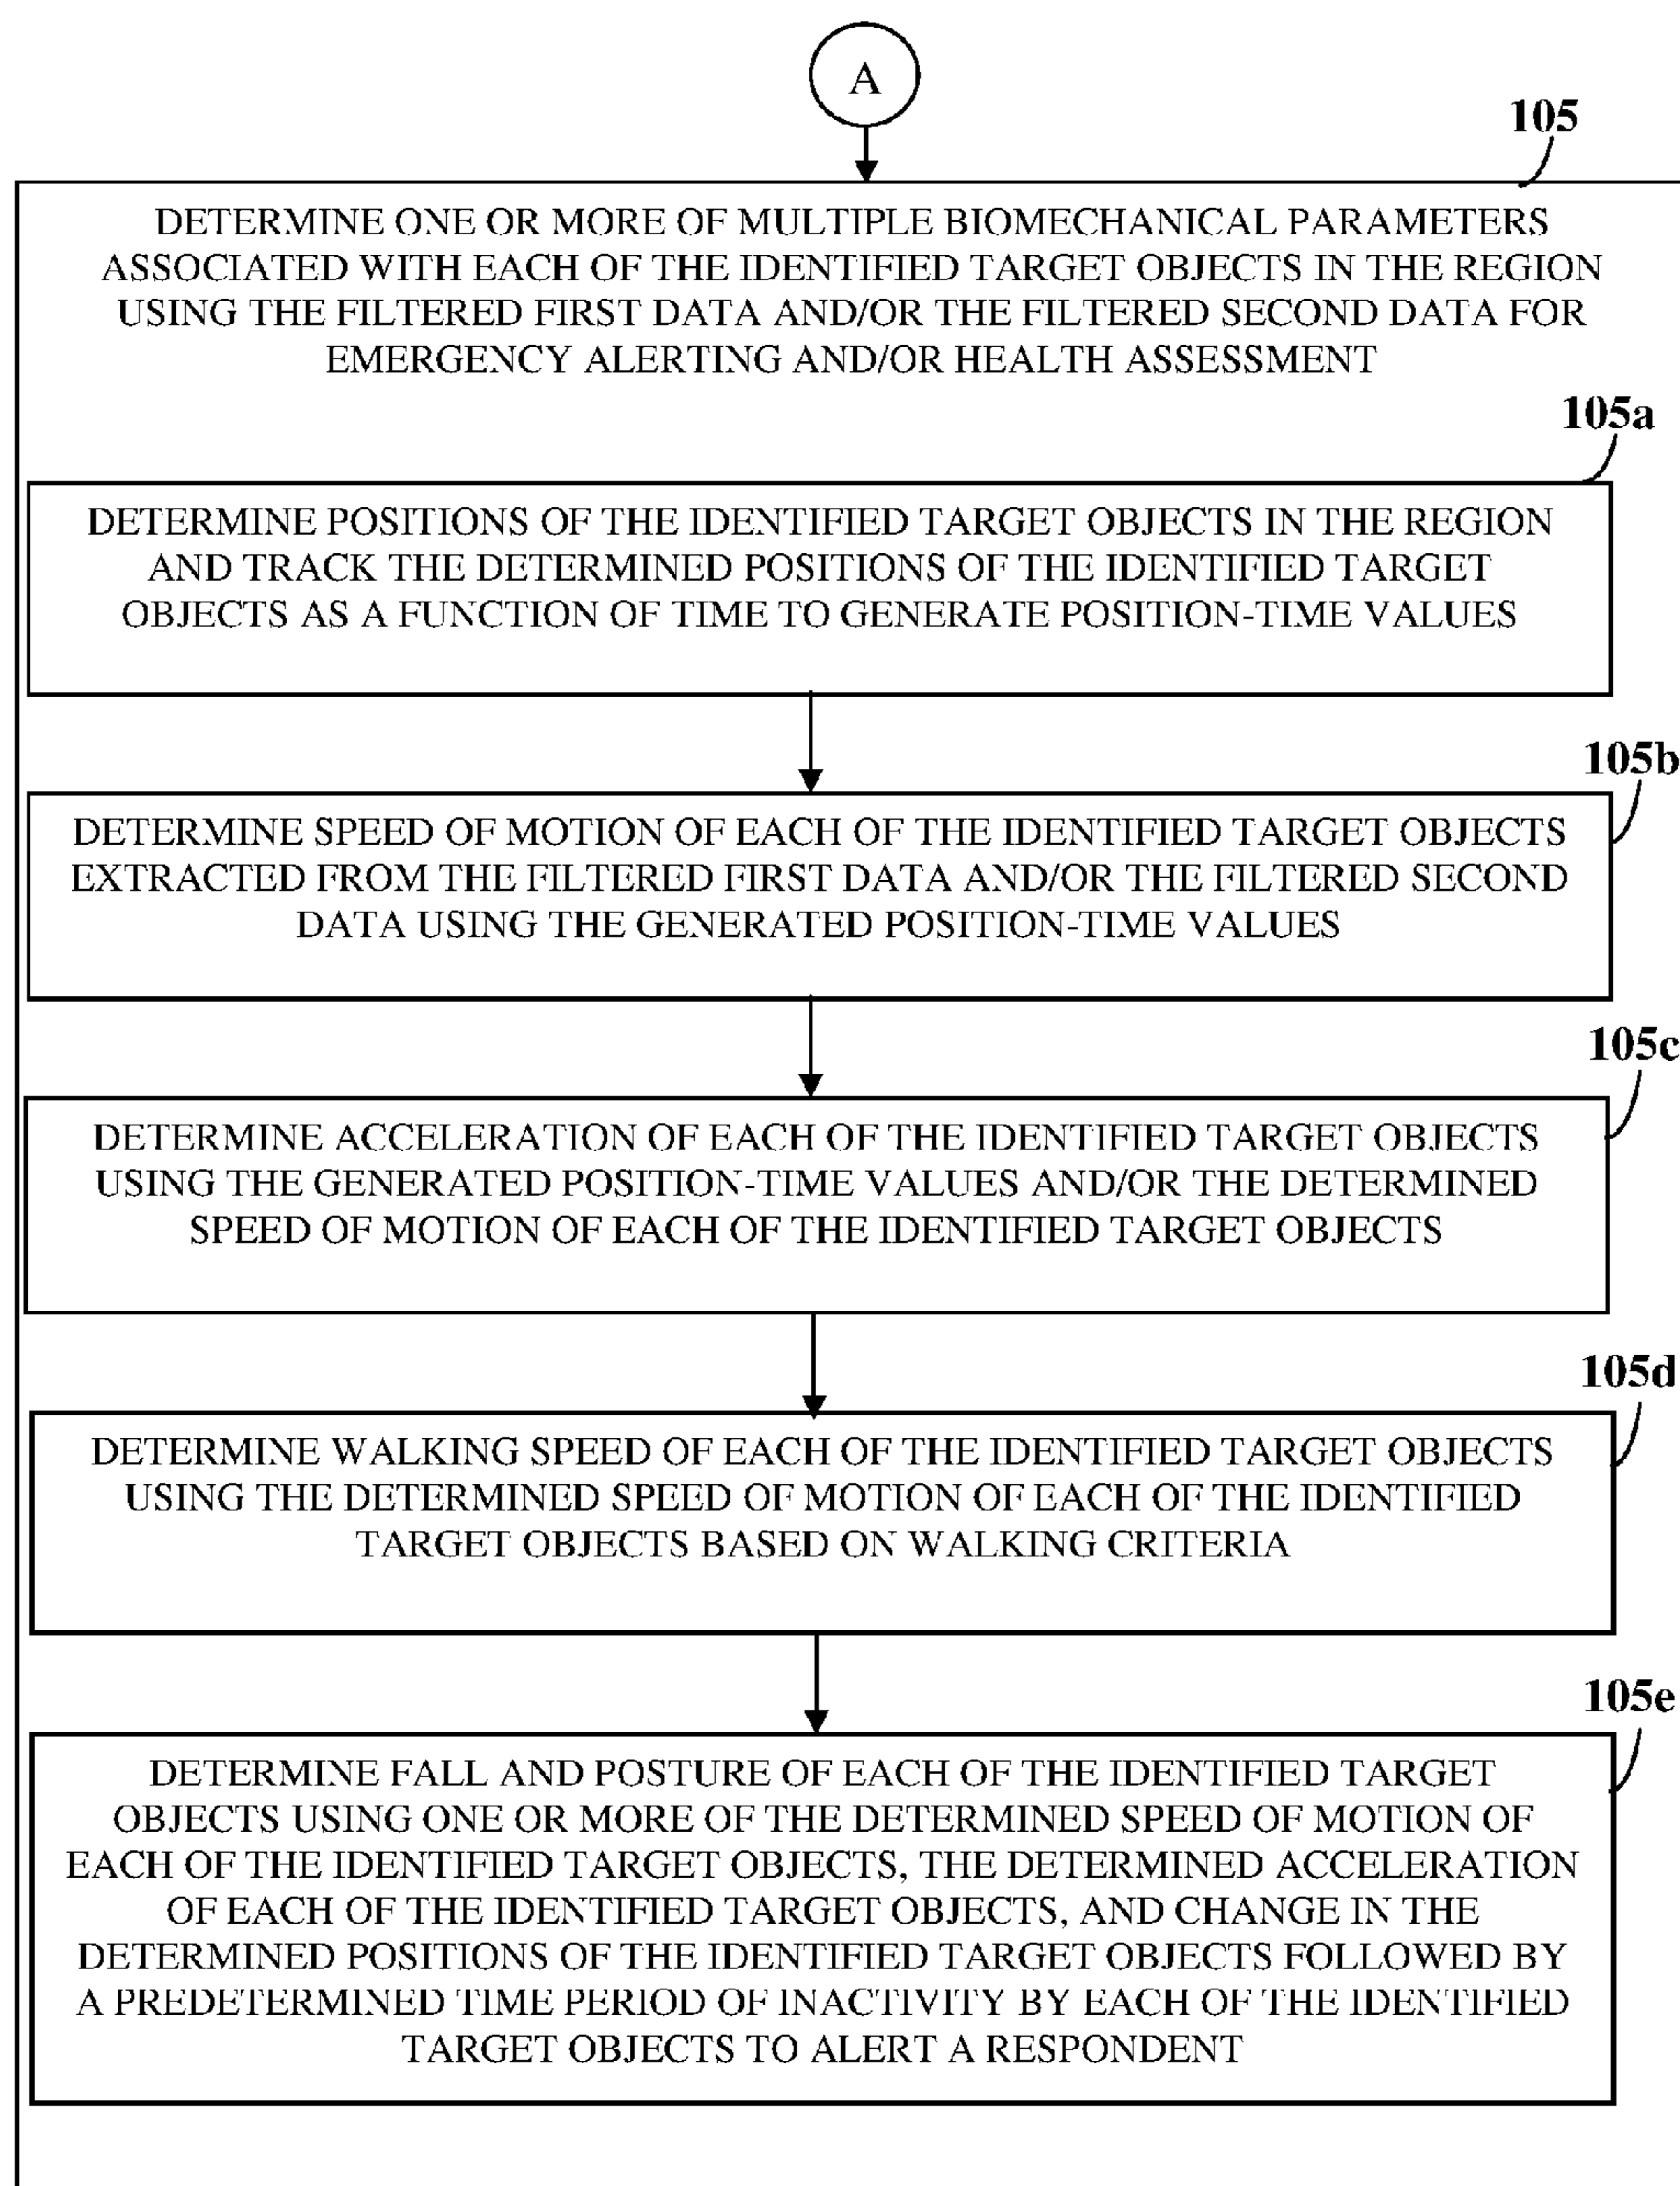 A
105
DETERMINE ONE OR MORE OF MULTIPLE BIOMECHANICAL PARAMETERS
ASSOCIATED WITH EACH OF THE IDENTIFIED TARGET OBJECTS IN THE REGION
USING THE FILTERED FIRST DATA AND/OR THE FILTERED SECOND DATA FOR
EMERGENCY ALERTING AND/OR HEALTH ASSESSMENT
105a
DETERMINE POSITIONS OF THE IDENTIFIED TARGET OBJECTS IN THE REGION
AND TRACK THE DETERMINED POSITIONS OF THE IDENTIFIED TARGET
OBJECTS AS A FUNCTION OF TIME TO GENERATE POSITION-TIME VALUES
105b
DETERMINE SPEED OF MOTION OF EACH OF THE IDENTIFIED TARGET OBJECTS
EXTRACTED FROM THE FILTERED FIRST DATA AND/OR THE FILTERED SECOND
DATA USING THE GENERATED POSITION-TIME VALUES
105c
DETERMINE ACCELERATION OF EACH OF THE IDENTIFIED TARGET OBJECTS
USING THE GENERATED POSITION-TIME VALUES AND/OR THE DETERMINED
SPEED OF MOTION OF EACH OF THE IDENTIFIED TARGET OBJECTS
105d
DETERMINE WALKING SPEED OF EACH OF THE IDENTIFIED TARGET OBJECTS
USING THE DETERMINED SPEED OF MOTION OF EACH OF THE IDENTIFIED
TARGET OBJECTS BASED ON WALKING CRITERIA
105e
DETERMINE FALL AND POSTURE OF EACH OF THE IDENTIFIED TARGET
OBJECTS USING ONE OR MORE OF THE DETERMINED SPEED OF MOTION OF
EACH OF THE IDENTIFIED TARGET OBJECTS, THE DETERMINED ACCELERATION
OF EACH OF THE IDENTIFIED TARGET OBJECTS, AND CHANGE IN THE
DETERMINED POSITIONS OF THE IDENTIFIED TARGET OBJECTS FOLLOWED BY
A PREDETERMINED TIME PERIOD OF INACTIVITY BY EACH OF THE IDENTIFIED
TARGET OBJECTS TO ALERT A RESPONDENT